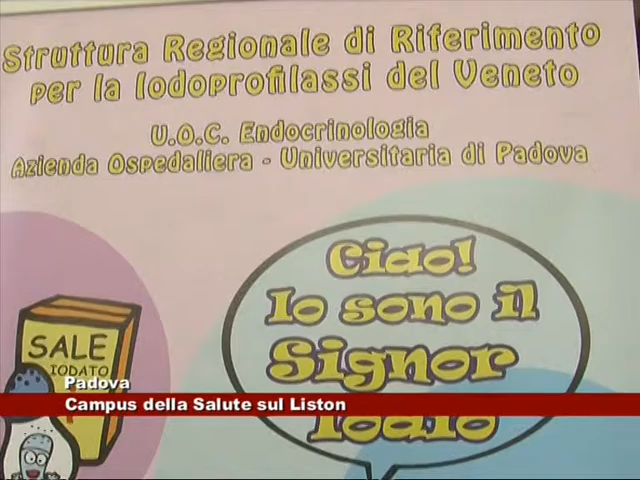 Struttura Regionale di Riferimento
per la Iodoprofilassi del Veneto
U.O.C. Endocrinologia
Azienda Ospedaliera - Universitaria di Padova
Ciao!
Io sono il
Signor
Iodio
SALE
IODATO
Padova
Campus della Salute sul Liston